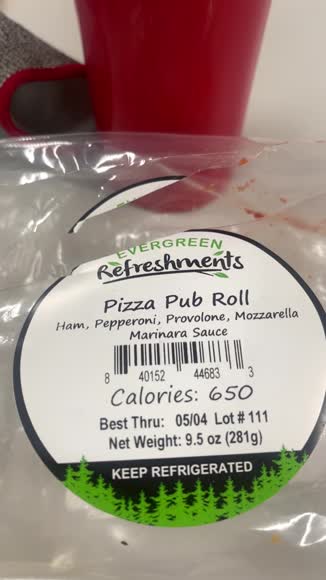 EVERGREEN
Refreshments
Pizza Pub Roll
Ham, Pepperoni, Provolone, Mozzarella
Marinara Sauce
8 40152 44683 3
Calories: 650
Best Thru: 05/04 Lot # 111
Net Weight: 9.5 oz (281g)
KEEP REFRIGERATED